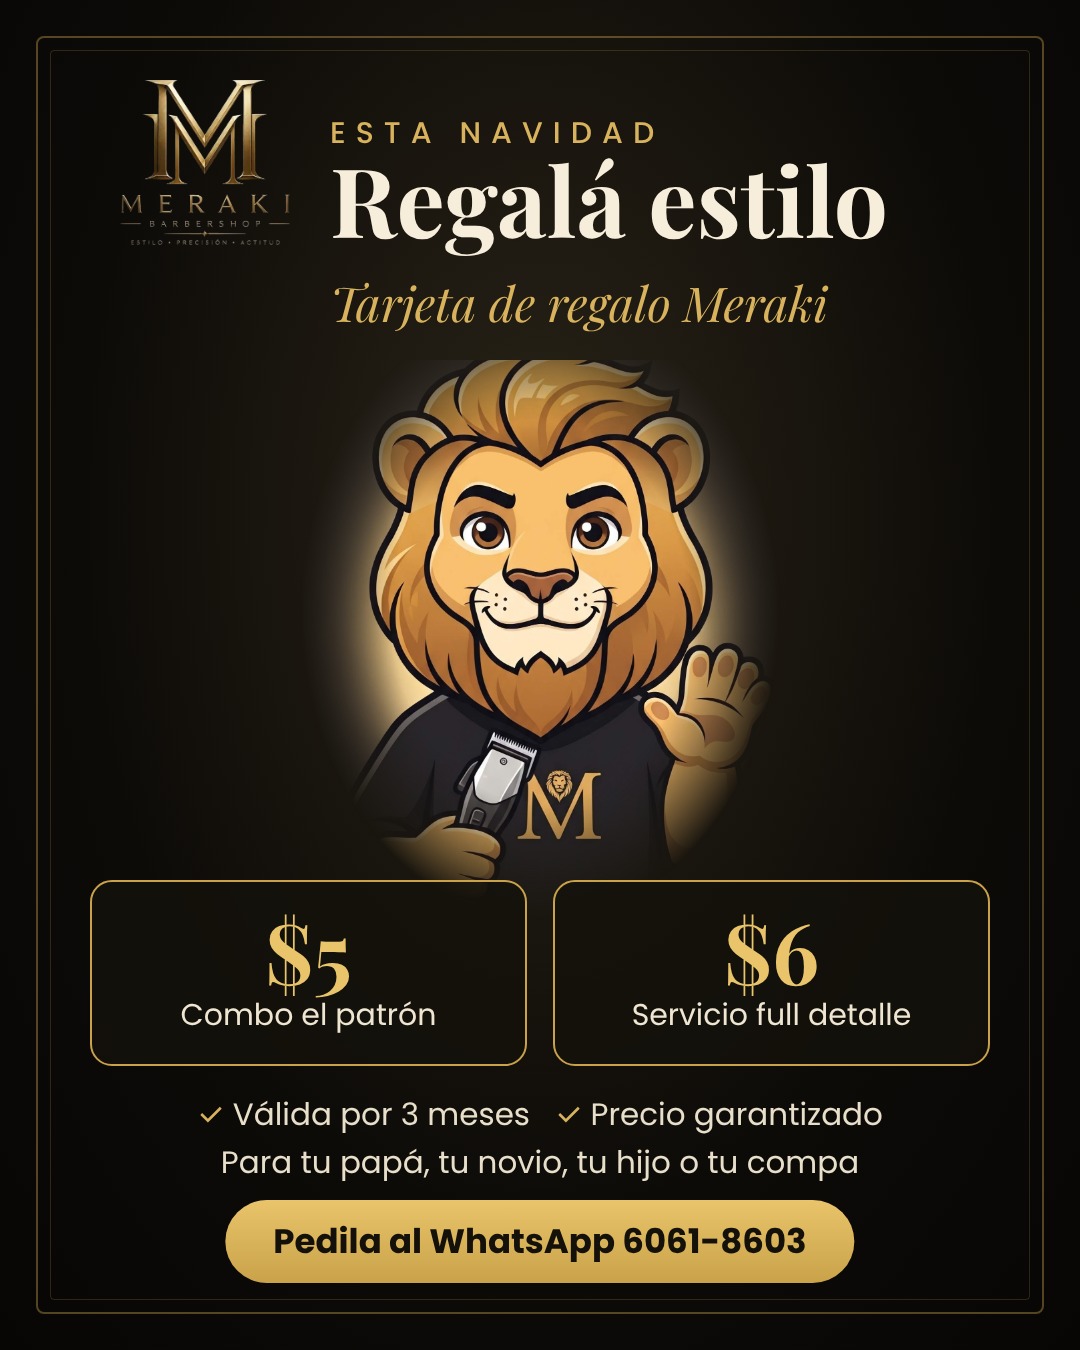 M
MERAKI
BARBERSHOP
ESTILO • PRECISIÓN • ACTITUD
ESTA NAVIDAD
Regalá estilo
Tarjeta de regalo Meraki
M
$5
Combo el patrón
$6
Servicio full detalle
✓ Válida por 3 meses ✓ Precio garantizado
Para tu papá, tu novio, tu hijo o tu compa
Pedila al WhatsApp 6061-8603